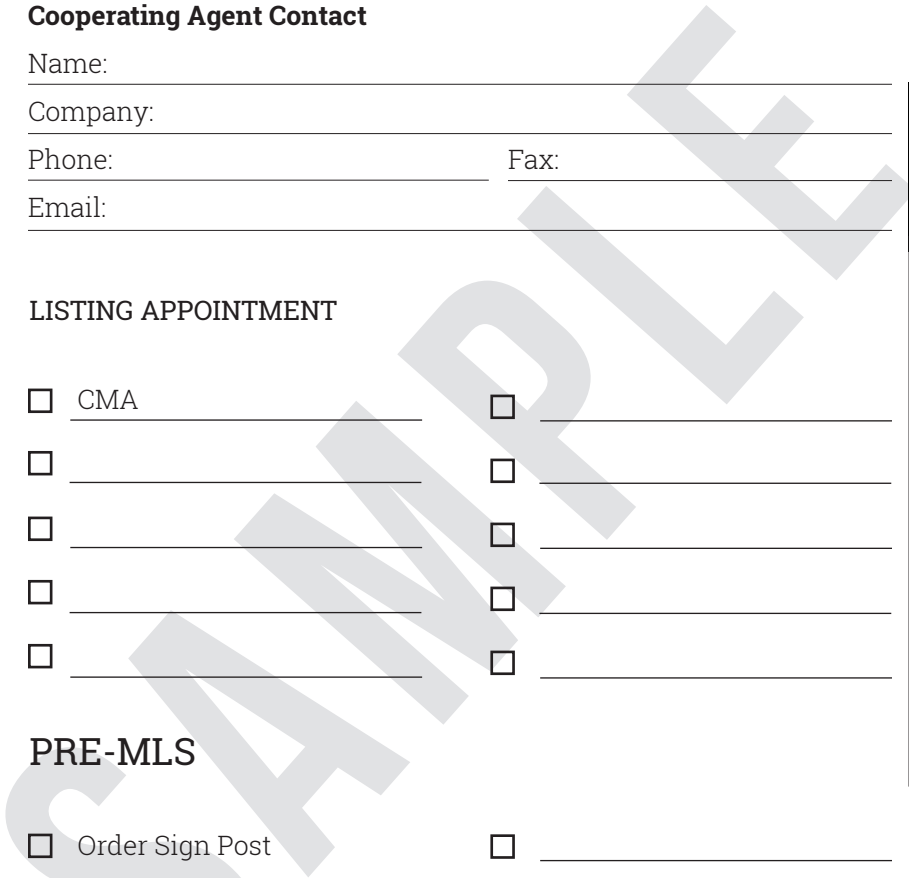 Cooperating Agent Contact
Name:
Company:
Phone: Fax:
Email:
LISTING APPOINTMENT
CMA
PRE-MLS
Order Sign Post
SAMPLE